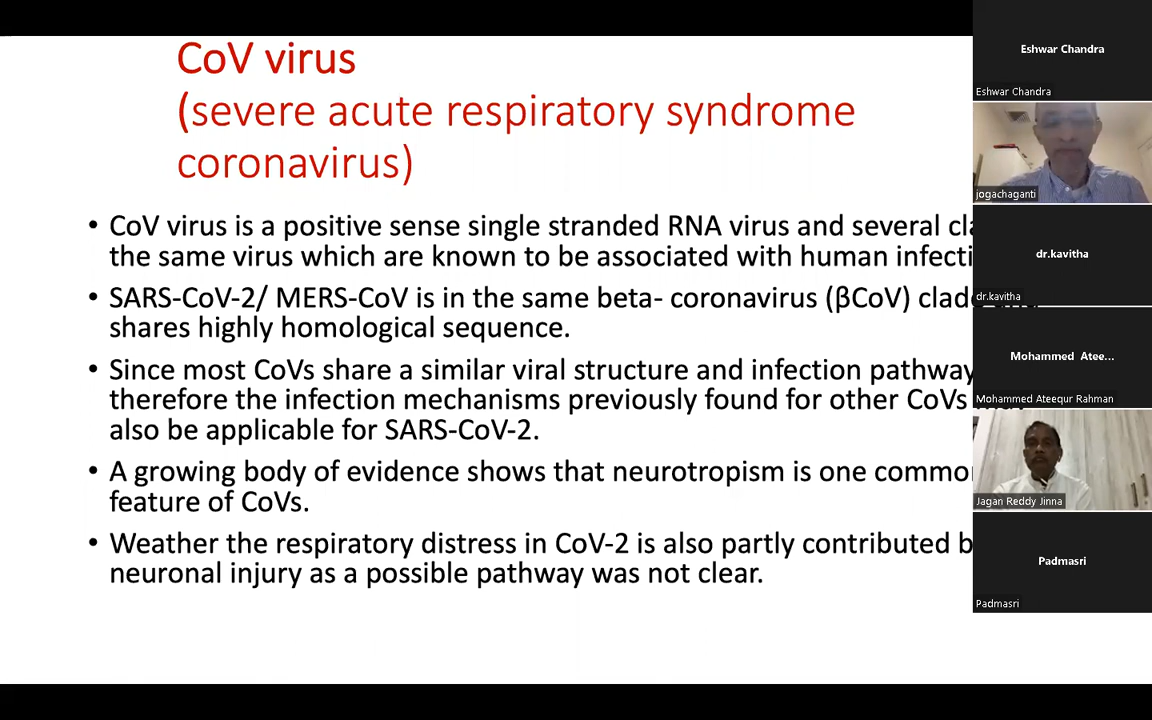 CoV virus
(severe acute respiratory syndrome
coronavirus)
• CoV virus is a positive sense single stranded RNA virus and several
the same virus which are known to be associated with human
• SARS-CoV-2/ MERS-CoV is in the same beta- coronavirus (βCoV) clade
shares highly homological sequence.
• Since most CoVs share a similar viral structure and infection pathway
therefore the infection mechanisms previously found for other CoVs
also be applicable for SARS-CoV-2.
• A growing body of evidence shows that neurotropism is one common
feature of CoVs.
• Weather the respiratory distress in CoV-2 is also partly contributed
neuronal injury as a possible pathway was not clear.
Eshwar Chandra
Eshwar Chandra
jogachaganti
dr.kavitha
dr.kavitha
Mohammed Atee...
Mohammed Ateequr Rahman
Jagan Reddy Jinna
Padmasri
Padmasri